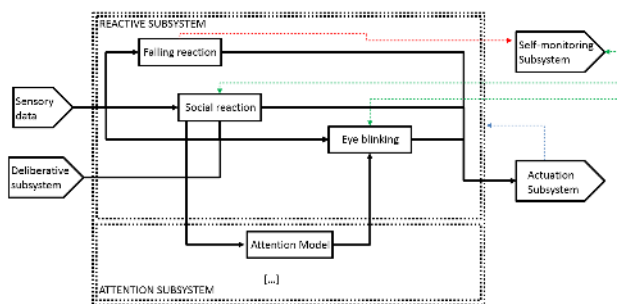 REACTIVE SUBSYSTEM
Falling reaction
Self-monitoring
Subsystem
Sensory
data
Social reaction
Eye blinking
Deliberative
subsystem
Actuation
Subsystem
Attention Model
[...]
ATTENTION SUBSYSTEM